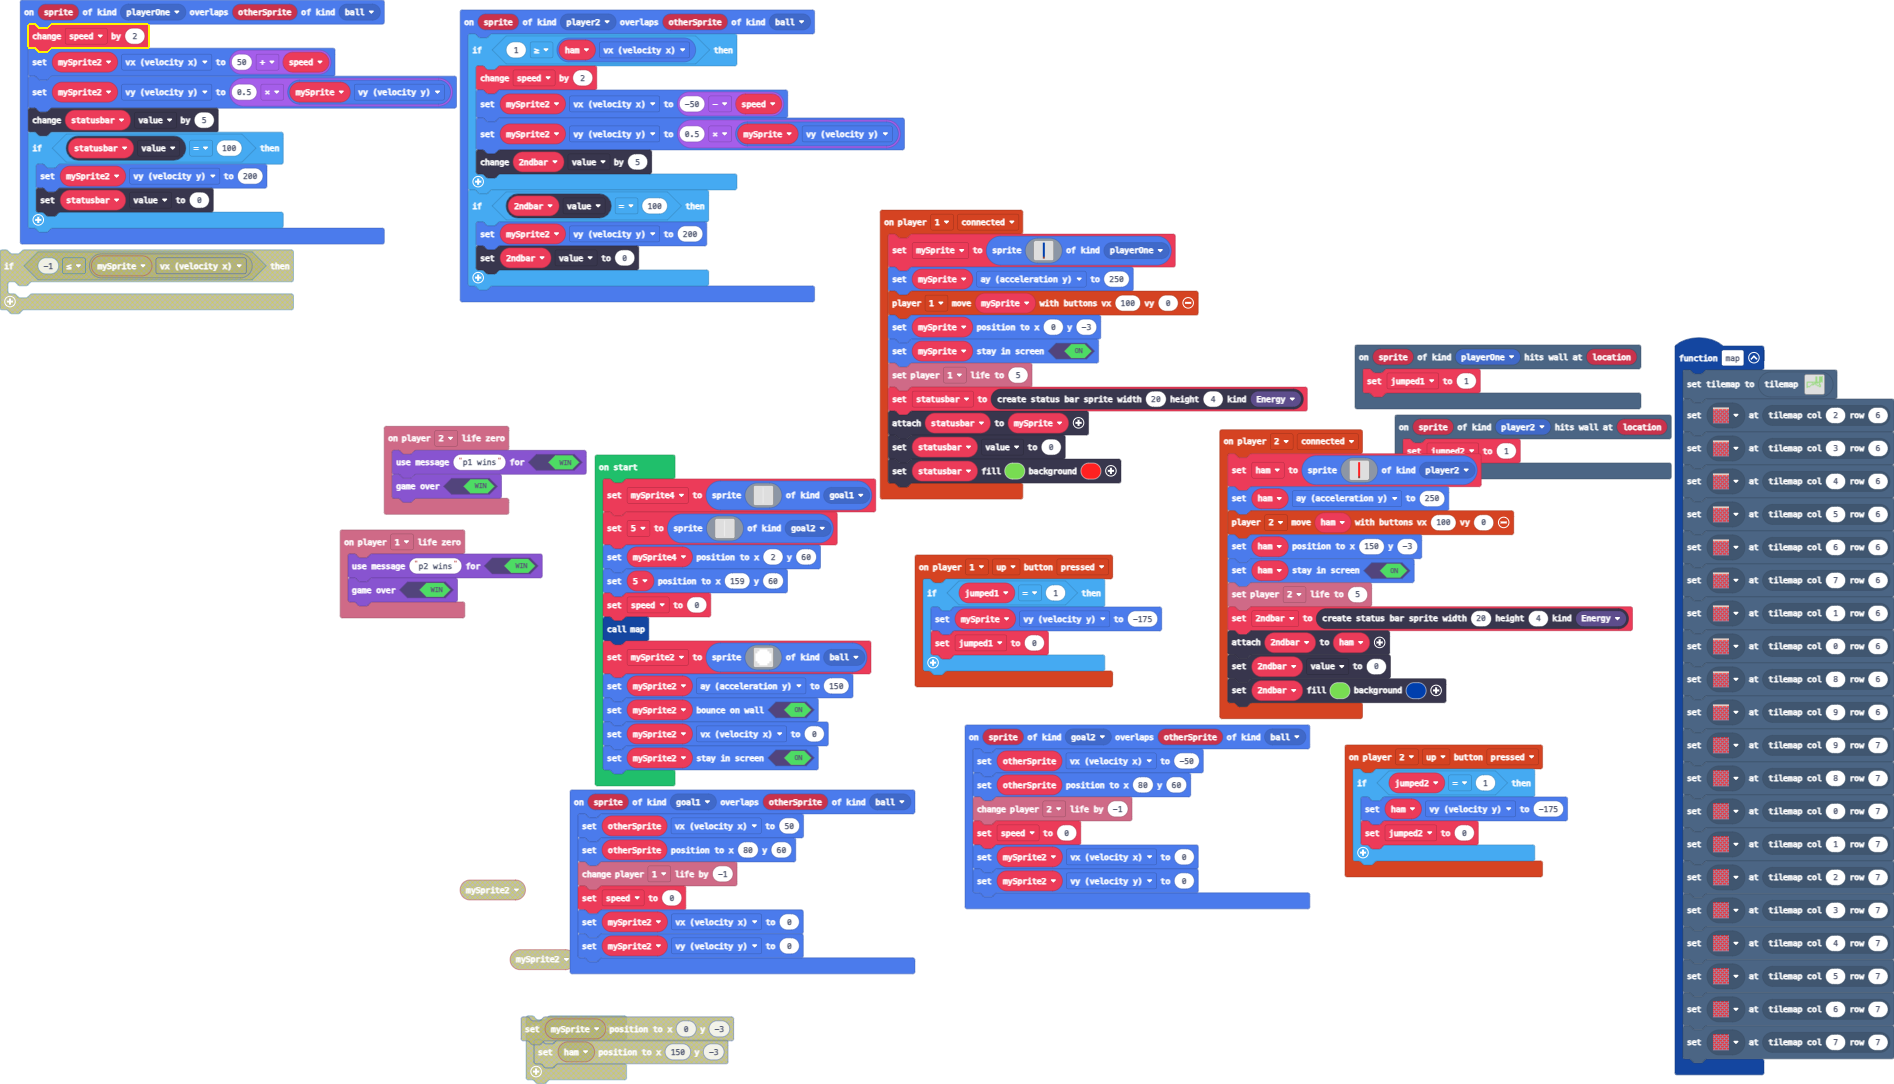 on sprite of kind playerOne overlaps otherSprite of kind ball
change speed by 2
set mySprite2 vx (velocity x) to 50 + speed
set mySprite2 vy (velocity y) to 0.5 × mySprite vy (velocity y)
change statusbar value by 5
if statusbar value = 100 then
set mySprite2 vy (velocity y) to 200
set statusbar value to 0
if -1 ≤ mySprite vx (velocity x) then
on sprite of kind player2 overlaps otherSprite of kind ball
if 1 ≥ ham vx (velocity x) then
change speed by 2
set mySprite2 vx (velocity x) to -50 - speed
set mySprite2 vy (velocity y) to 0.5 × mySprite vy (velocity y)
change 2ndbar value by 5
if 2ndbar value = 100 then
set mySprite2 vy (velocity y) to 200
set 2ndbar value to 0
on player 1 connected
set mySprite to sprite of kind playerOne
set mySprite ay (acceleration y) to 250
player 1 move mySprite with buttons vx 100 vy 0
set mySprite position to x 0 y -3
set mySprite stay in screen ON
set player 1 life to 5
set statusbar to create status bar sprite width 20 height 4 kind Energy
attach statusbar to mySprite
set statusbar value to 0
set statusbar fill background
on sprite of kind playerOne hits wall at location
set jumped1 to 1
on sprite of kind player2 hits wall at location
set jumped2 to 1
on player 2 connected
set ham to sprite of kind player2
set ham ay (acceleration y) to 250
player 2 move ham with buttons vx 100 vy 0
set ham position to x 150 y -3
set ham stay in screen ON
set player 2 life to 5
set 2ndbar to create status bar sprite width 20 height 4 kind Energy
attach 2ndbar to ham
set 2ndbar value to 0
set 2ndbar fill background
on player 2 life zero
use message "p1 wins" for WIN
game over WIN
on player 1 life zero
use message "p2 wins" for WIN
game over WIN
on start
set mySprite4 to sprite of kind goal1
set 5 to sprite of kind goal2
set mySprite4 position to x 2 y 60
set 5 position to x 159 y 60
set speed to 0
call map
set mySprite2 to sprite of kind ball
set mySprite2 ay (acceleration y) to 150
set mySprite2 bounce on wall ON
set mySprite2 vx (velocity x) to 0
set mySprite2 stay in screen ON
on player 1 up button pressed
if jumped1 = 1 then
set mySprite vy (velocity y) to -175
set jumped1 to 0
on sprite of kind goal2 overlaps otherSprite of kind ball
set otherSprite vx (velocity x) to -50
set otherSprite position to x 80 y 60
change player 2 life by -1
set speed to 0
set mySprite2 vx (velocity x) to 0
set mySprite2 vy (velocity y) to 0
on player 2 up button pressed
if jumped2 = 1 then
set ham vy (velocity y) to -175
set jumped2 to 0
on sprite of kind goal1 overlaps otherSprite of kind ball
set otherSprite vx (velocity x) to 50
set otherSprite position to x 80 y 60
change player 1 life by -1
set speed to 0
set mySprite2 vx (velocity x) to 0
set mySprite2 vy (velocity y) to 0
mySprite2
mySprite2
set mySprite position to x 0 y -3
set ham position to x 150 y -3
function map
set tilemap to tilemap
set at tilemap col 2 row 6
set at tilemap col 3 row 6
set at tilemap col 4 row 6
set at tilemap col 5 row 6
set at tilemap col 6 row 6
set at tilemap col 7 row 6
set at tilemap col 1 row 6
set at tilemap col 0 row 6
set at tilemap col 8 row 6
set at tilemap col 9 row 6
set at tilemap col 9 row 7
set at tilemap col 8 row 7
set at tilemap col 0 row 7
set at tilemap col 1 row 7
set at tilemap col 2 row 7
set at tilemap col 3 row 7
set at tilemap col 4 row 7
set at tilemap col 5 row 7
set at tilemap col 6 row 7
set at tilemap col 7 row 7